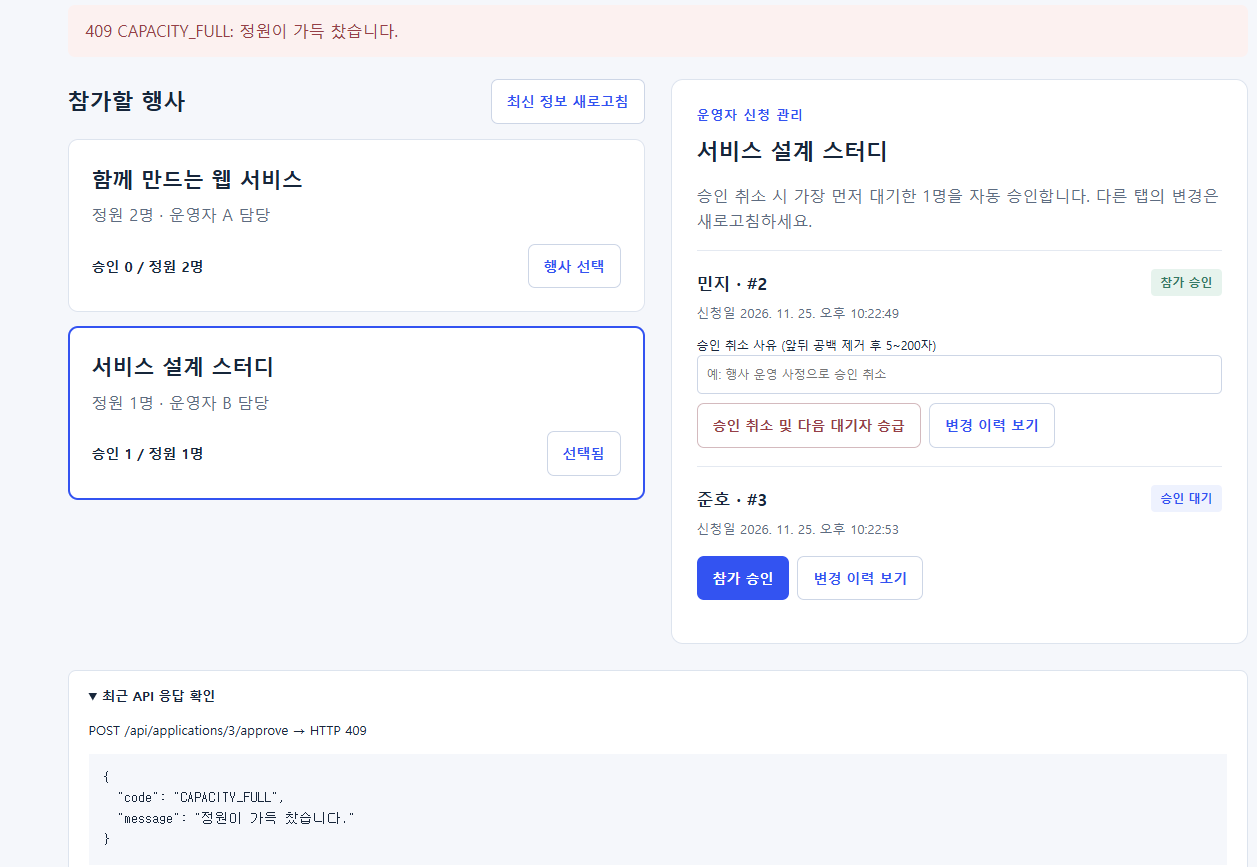 409 CAPACITY_FULL: 정원이 가득 찼습니다.
참가할 행사
최신 정보 새로고침
함께 만드는 웹 서비스
정원 2명 · 운영자 A 담당
승인 0 / 정원 2명
행사 선택
서비스 설계 스터디
정원 1명 · 운영자 B 담당
승인 1 / 정원 1명
선택됨
운영자 신청 관리
서비스 설계 스터디
승인 취소 시 가장 먼저 대기한 1명을 자동 승인합니다. 다른 탭의 변경은
새로고침하세요.
민지 · #2
참가 승인
신청일 2026. 11. 25. 오후 10:22:49
승인 취소 사유 (앞뒤 공백 제거 후 5~200자)
예: 행사 운영 사정으로 승인 취소
승인 취소 및 다음 대기자 승급
변경 이력 보기
준호 · #3
승인 대기
신청일 2026. 11. 25. 오후 10:22:53
참가 승인
변경 이력 보기
▼ 최근 API 응답 확인
POST /api/applications/3/approve → HTTP 409
{
"code": "CAPACITY_FULL",
"message": "정원이 가득 찼습니다."
}